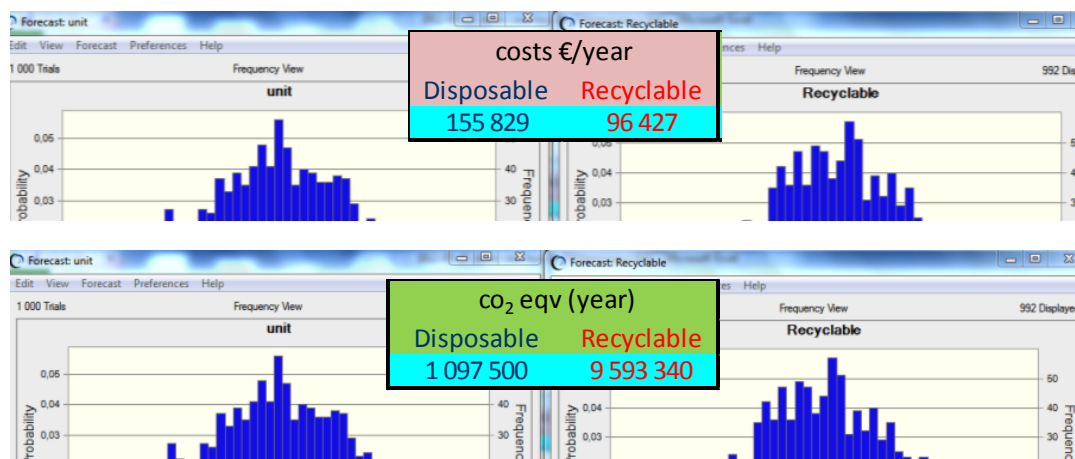 Forecast: unit
Edit View Forecast Preferences Help
1 000 Trials Frequency View
unit
0,05
0,04
0,03
40
30
costs €/year
Disposable Recyclable
155 829 96 427
Forecast: Recyclable
Help
Frequency View 992
Recyclable
0,04
0,03
Forecast: unit
Edit View Forecast Preferences Help
1 000 Trials Frequency View
unit
Probability
0,05
0,04
0,03
40
30
co₂ eqv (year)
Disposable Recyclable
1 097 500 9 593 340
Forecast: Recyclable
Help
Frequency View 992 Displayed
Recyclable
Probability
0,04
0,03
50
40
30